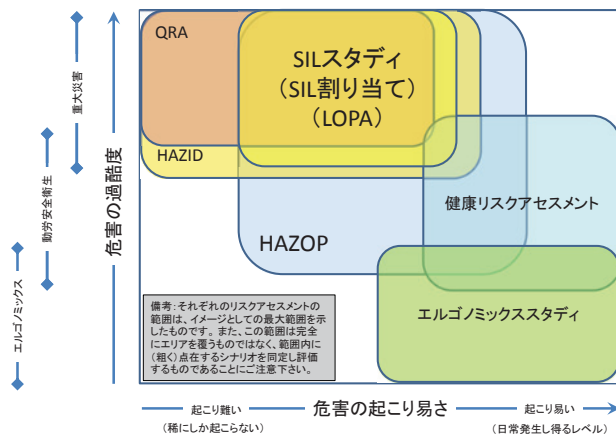 重大災害
動労安全衛生
エルゴノミックス
危害の過酷度
QRA
SILスタディ
(SIL割り当て)
(LOPA)
HAZID
HAZOP
健康リスクアセスメント
エルゴノミックススタディ
備考:それぞれのリスクアセスメントの
範囲は、イメージとしての最大範囲を示
したものです。また、この範囲は完全
にエリアを覆うものではなく、範囲内に
(粗く)点在するシナリオを同定し評価
するものであることにご注意下さい。
起こり難い
(稀にしか起こらない)
危害の起こり易さ
起こり易い
(日常発生し得るレベル)